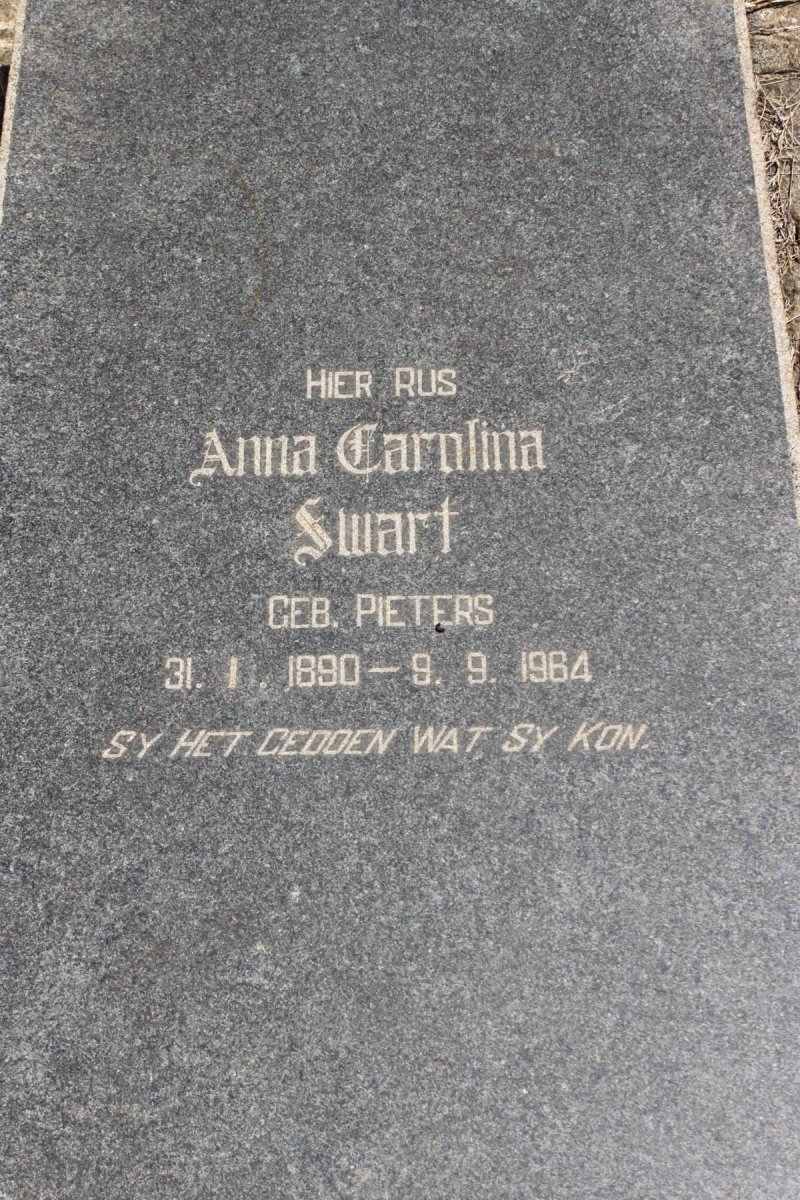 HIER RUS
Anna Carolina
Swart
GEB. PIETERS
31. 1. 1890 – 9. 9. 1964
SY HET GEDOEN WAT SY KON.